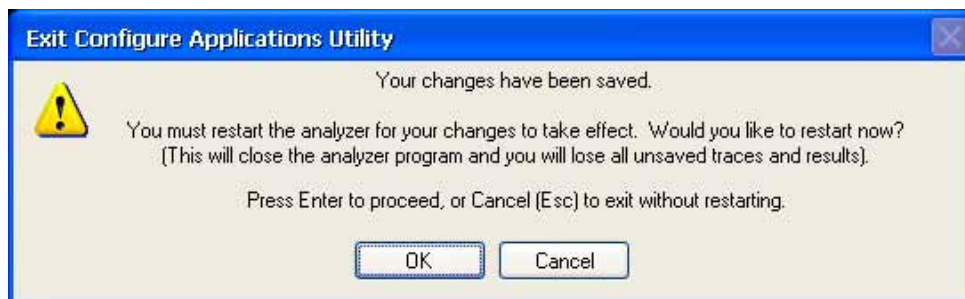 Exit Configure Applications Utility
Your changes have been saved.
You must restart the analyzer for your changes to take effect.  Would you like to restart now?
(This will close the analyzer program and you will lose all unsaved traces and results).
Press Enter to proceed, or Cancel (Esc) to exit without restarting.
OK
Cancel